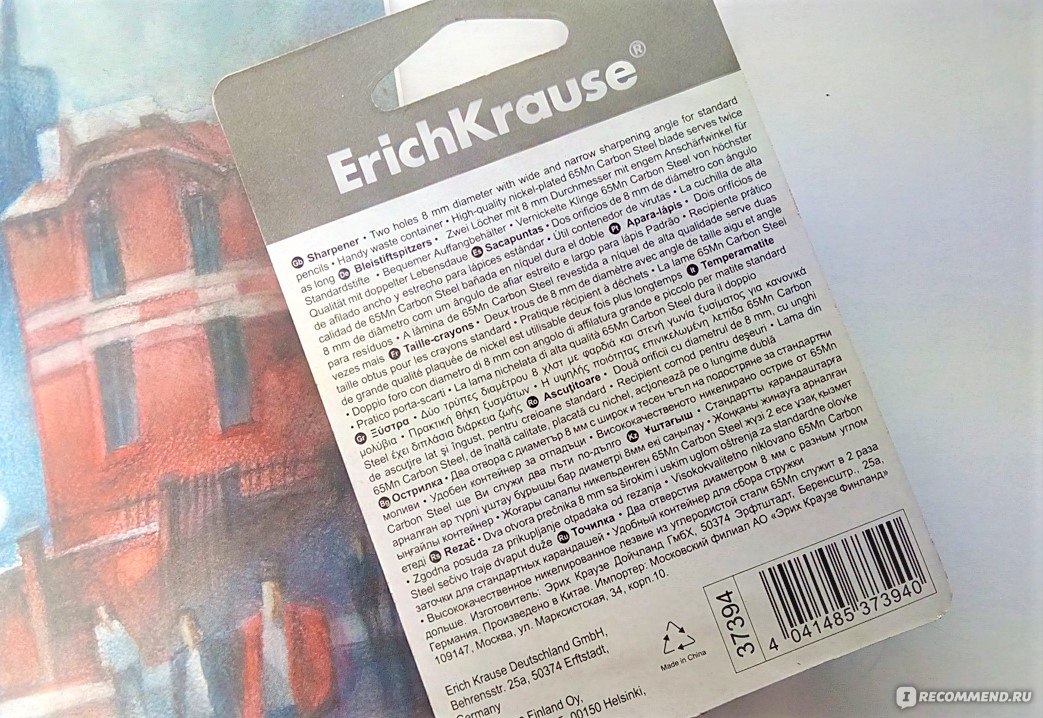 ErichKrause®
Gb Sharpener • Two holes 8 mm diameter with wide and narrow sharpening angle for standard
pencils • Handy waste container • High-quality nickel-plated 65Mn Carbon Steel blade serves twice
as long De Bleistiftspitzers • Zwei Löcher mit 8 mm Durchmesser mit engem Anschärfwinkel für
Standardstifte • Bequemer Auffangbehälter • Vernickelte Klinge 65Mn Carbon Steel von höchster
Qualität mit doppelter Lebensdaue Es Sacapuntas • Dos orificios de 8 mm de diámetro con ángulo
de afilado ancho y estrecho para lápices estándar • Útil contenedor de virutas • La cuchilla de alta
calidad de 65Mn Carbon Steel bañada en níquel dura el doble Pt Apara-lápis • Dois orifícios de
8 mm de diâmetro com um ângulo de afiar estreito e largo para lápis Padrão • Recipiente prático
para resíduos • A lâmina de 65Mn Carbon Steel revestida a níquel de alta qualidade serve duas
vezes mais Fr Taille-crayons • Deux trous de 8 mm de diamètre avec angle de taille aigu et angle
taille obtus pour les crayons standard • Pratique récipient à déchets • La lame 65Mn Carbon Steel
de grande qualité plaquée de nickel est utilisable deux fois plus longtemps It Temperamatite
• Doppio foro con diametro di 8 mm con angolo di affilatura grande e piccolo per matite standard
• Pratico porta-scarti • La lama nichelata di alta qualità 65Mn Carbon Steel dura il doppio
Gr Ξύστρα • Δύο τρύπες διαμέτρου 8 χλστ με φαρδιά και στενή γωνία ξυσίματος για κανονικά
μολύβια • Πρακτική θήκη ξυσμάτων • Η υψηλής ποιότητας επινικελωμένη λεπίδα 65Mn Carbon
Steel έχει διπλάσια διάρκεια ζωής Ro Ascuțitoare • Două orificii cu diametrul de 8 mm, cu unghi
de ascuțire lat și îngust, pentru creioane standard • Recipient comod pentru deșeuri • Lama din
65Mn Carbon Steel, de înaltă calitate, placată cu nichel, acționează pe o lungime dublă
Bg Острилка • Два отвора с диаметър 8 мм с широк и тесен ъгъл на подостряне за стандартни
моливи • Удобен контейнер за отпадъци • Висококачественото никелирано острие от 65Mn
Carbon Steel ще Ви служи два пъти по-дълго Kz Ұштағыш • Стандартты карандаштарға
арналған әр түрлі ұштау бұрышы бар диаметрі 8мм екі саңылау • Жоңқаны жинауға арналған
ыңғайлы контейнер • Жоғары сапалы никельденген 65Mn Carbon Steel жүзі 2 есе ұзақ қызмет
етеді Rs Rezač • Dva otvora prečnika 8 mm sa širokim i uskim uglom oštrenja za standardne olovke
• Zgodna posuda za prikupljanje otpadaka od rezanja • Visokokvalitetno niklovano 65Mn Carbon
Steel sečivo traje dvaput duže Ru Точилка • Два отверстия диаметром 8 мм с разным углом
заточки для стандартных карандашей • Удобный контейнер для сбора стружки
• Высококачественное никелированное лезвие из углеродистой стали 65Mn служит в 2 раза
дольше. Изготовитель: Эрих Краузе Дойчланд ГмбХ, 50374 Эрфтштадт, Беренсштр., 25а,
Германия. Произведено в Китае. Импортер: Московский филиал АО «Эрик Краузе Финланд»
109147, Москва, ул. Марксистская, 34, корп.10.
Erich Krause Deutschland GmbH,
Behrensstr. 25a, 50374 Erftstadt,
Germany
Finland Oy,
00150 Helsinki,
Made in China
37394
4 041485 373940
I RECOMMEND.RU